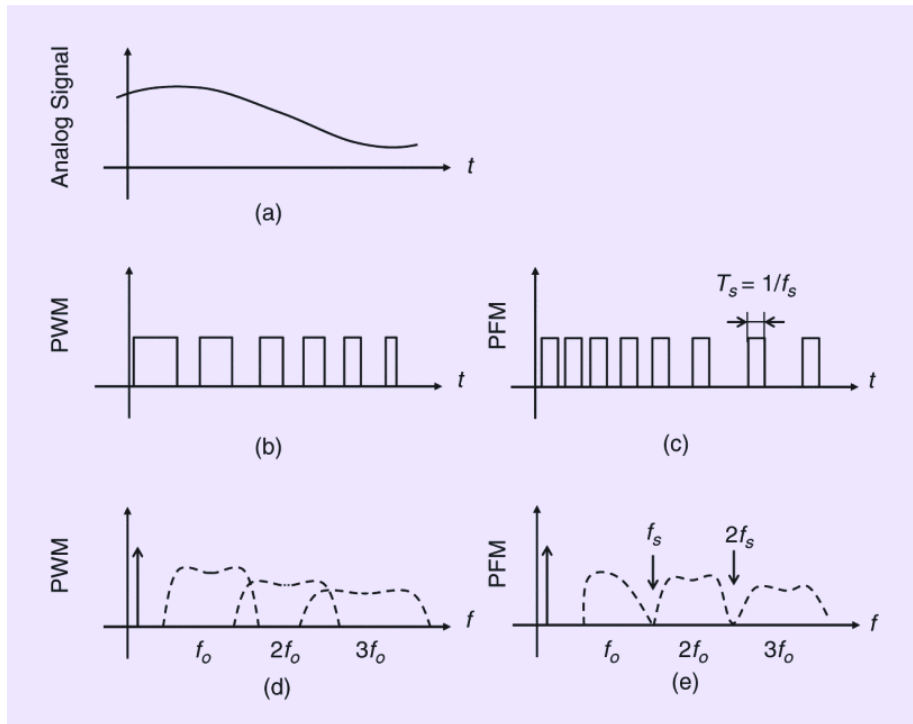 Analog Signal
t
(a)
PWM
t
(b)
PFM
T_s = 1/f_s
t
(c)
PWM
f
f_o
2f_o
3f_o
(d)
PFM
f_s
2f_s
f
f_o
2f_o
3f_o
(e)